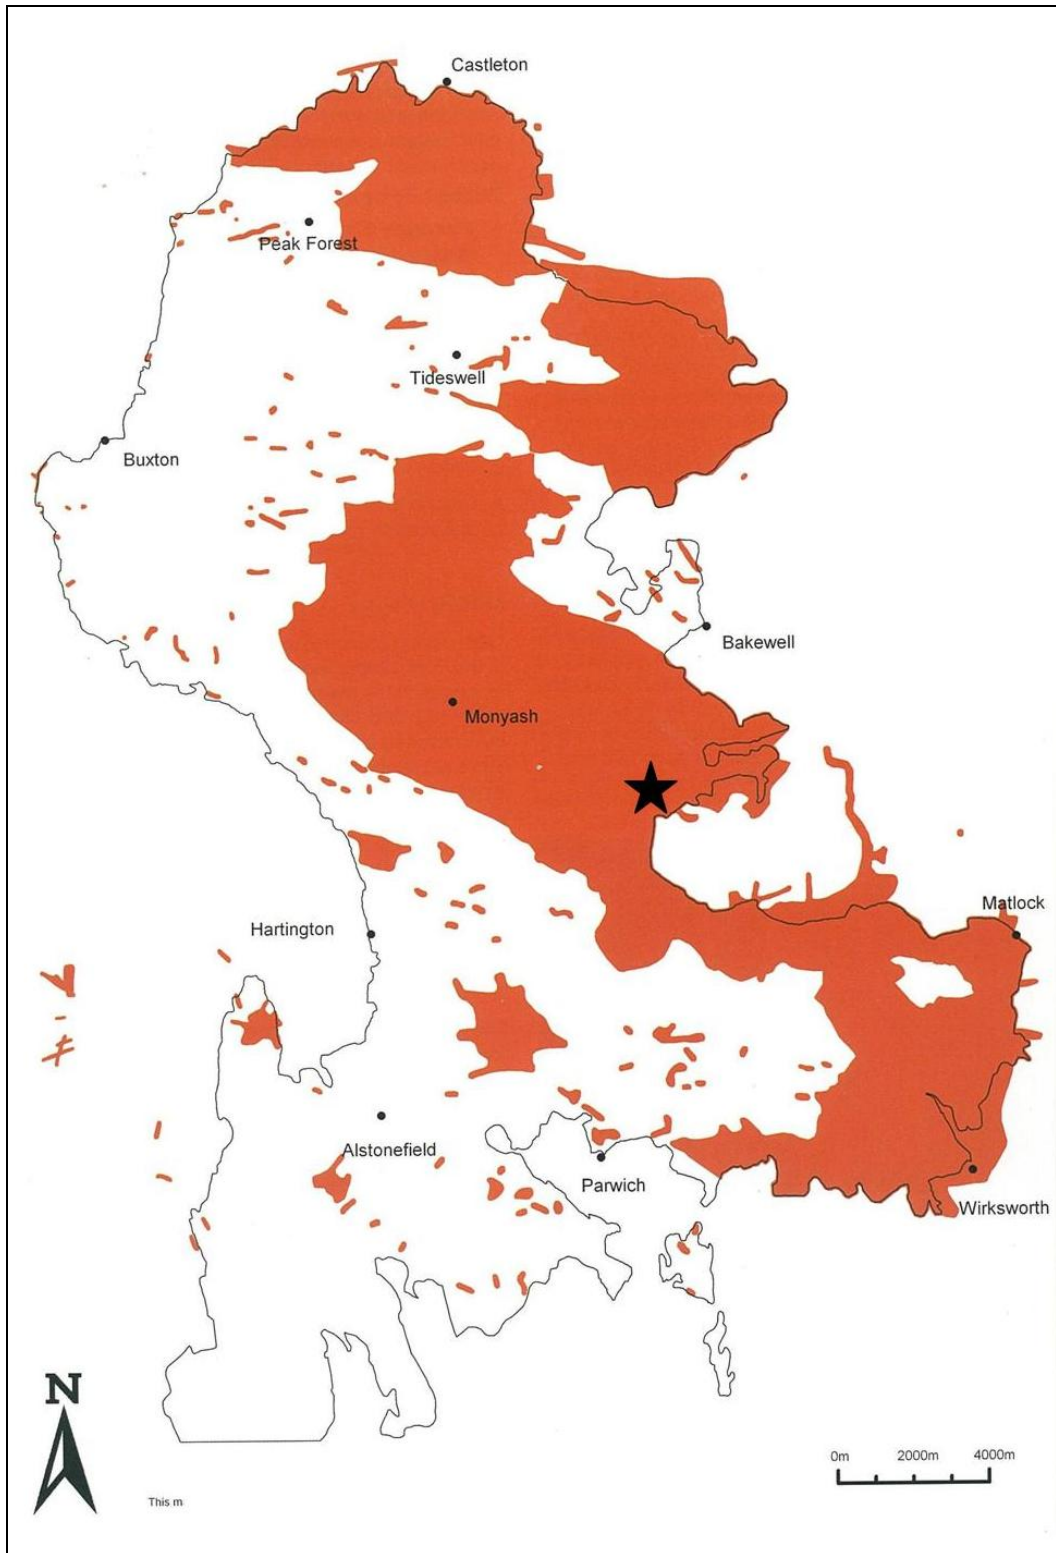 Castleton
Peak Forest
Tideswell
Buxton
Bakewell
Monyash
Matlock
Hartington
Alstonefield
Parwich
Wirksworth
N
0m 2000m 4000m
This m